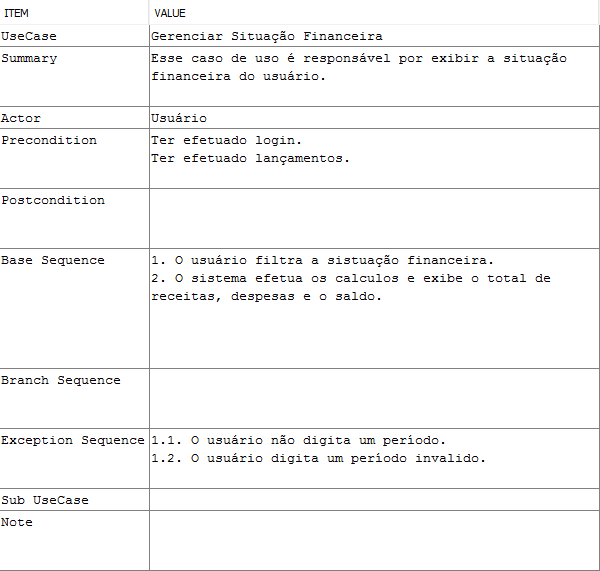 ITEM VALUE
UseCase Gerenciar Situação Financeira
Summary Esse caso de uso é responsável por exibir a situação
financeira do usuário.
Actor Usuário
Precondition Ter efetuado login.
Ter efetuado lançamentos.
Postcondition
Base Sequence 1. O usuário filtra a sistuação financeira.
2. O sistema efetua os calculos e exibe o total de
receitas, despesas e o saldo.
Branch Sequence
Exception Sequence 1.1. O usuário não digita um período.
1.2. O usuário digita um período invalido.
Sub UseCase
Note